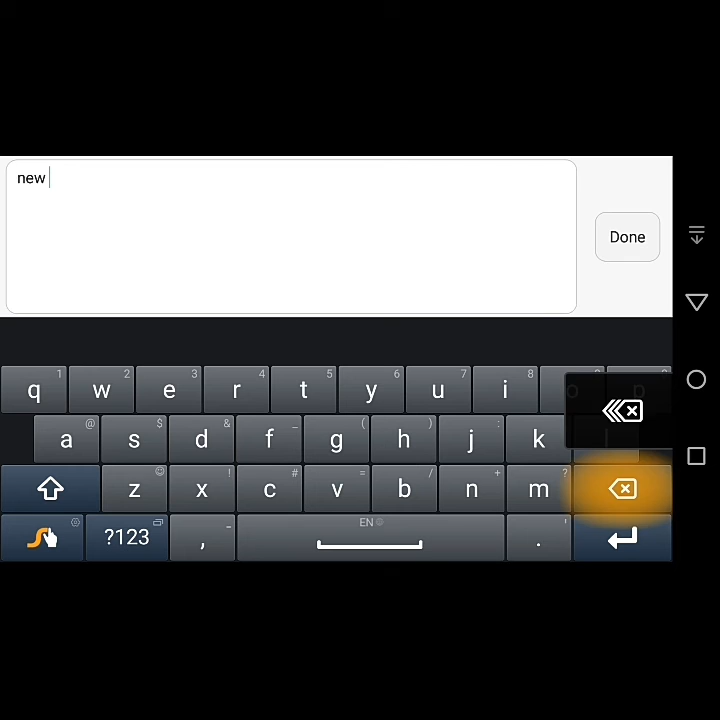 new
Done
1 2 3 4 5 6 7 8
q w e r t y u i o p
@ $ & _ ( ) :
a s d f g h j k l
! # = / + ?
z x c v b n m
EN
?123 , _ . '